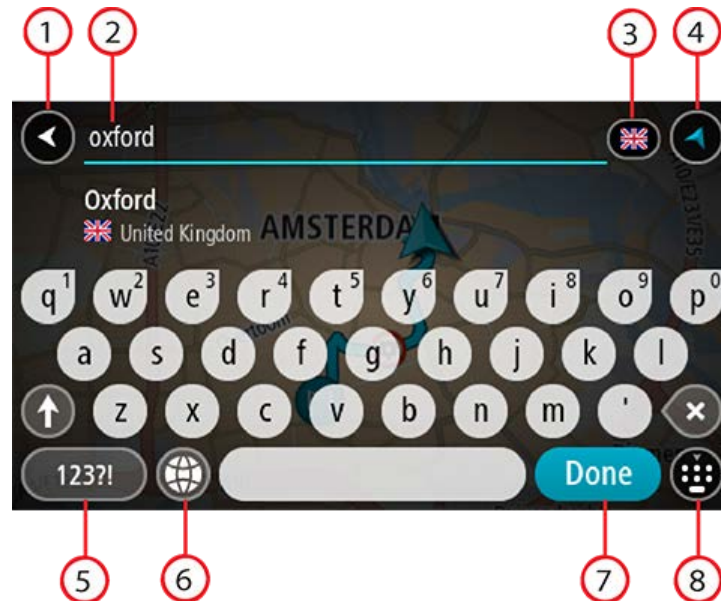 1 2 3 4
oxford
Oxford
United Kingdom AMSTERDA
q1 w2 e3 r4 t5 y6 u7 i8 o9 p0
a s d f g h j k l
z x c v b n m '
123?! Done
5 6 7 8